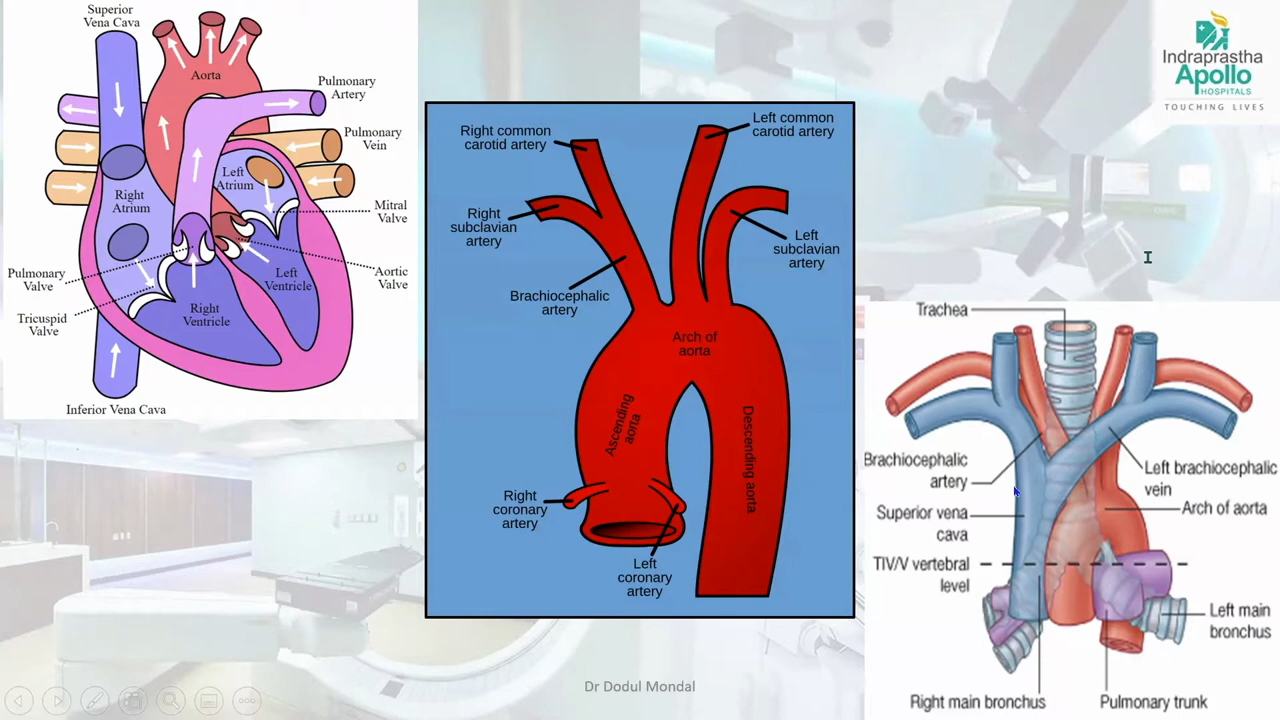 Superior
Vena Cava
Aorta
Pulmonary
Artery
Pulmonary
Vein
Left
Atrium
Right
Atrium
Mitral
Valve
Pulmonary
Valve
Left
Ventricle
Aortic
Valve
Right
Ventricle
Tricuspid
Valve
Inferior Vena Cava
Right common
carotid artery
Left common
carotid artery
Right
subclavian
artery
Left
subclavian
artery
Brachiocephalic
artery
Arch of
aorta
Ascending
aorta
Descending aorta
Right
coronary
artery
Left
coronary
artery
Indraprastha
Apollo
HOSPITALS
TOUCHING LIVES
Trachea
Brachiocephalic
artery
Left brachiocephalic
vein
Superior vena
cava
Arch of aorta
TIV/V vertebral
level
Left main
bronchus
Right main bronchus
Pulmonary trunk
Dr Dodul Mondal